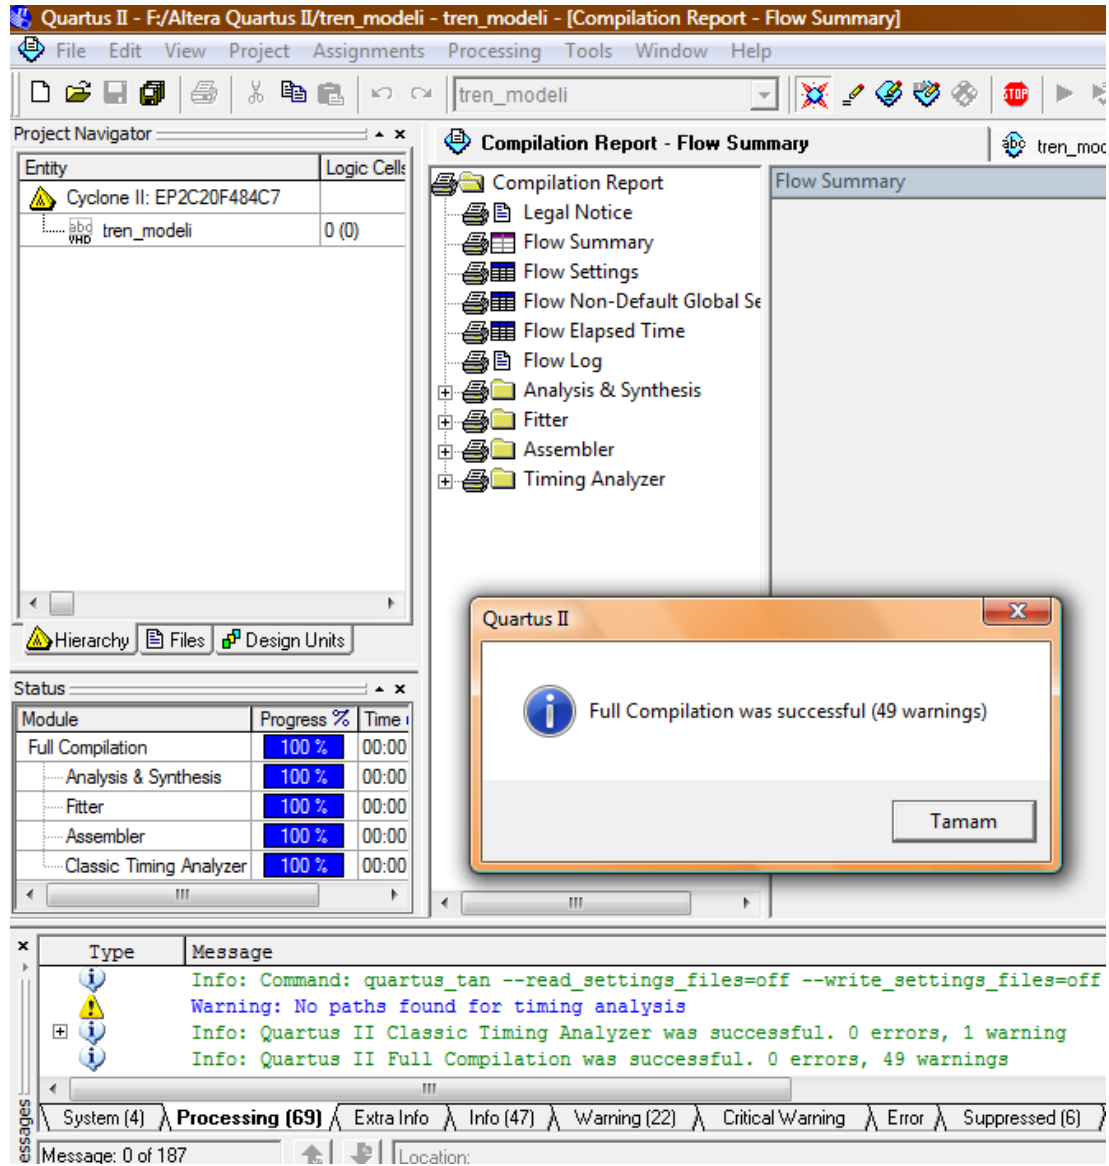 Quartus II - F:/Altera Quartus II/tren_modeli - tren_modeli - [Compilation Report - Flow Summary]
File Edit View Project Assignments Processing Tools Window Help
tren_modeli
STOP
Project Navigator
Entity Logic Cells
Cyclone II: EP2C20F484C7
abc VHD tren_modeli 0 (0)
Hierarchy Files Design Units
Status
Module Progress % Time
Full Compilation 100 % 00:00
Analysis & Synthesis 100 % 00:00
Fitter 100 % 00:00
Assembler 100 % 00:00
Classic Timing Analyzer 100 % 00:00
Compilation Report - Flow Summary
abc tren_mod
Compilation Report
Legal Notice
Flow Summary
Flow Settings
Flow Non-Default Global Se
Flow Elapsed Time
Flow Log
Analysis & Synthesis
Fitter
Assembler
Timing Analyzer
Flow Summary
Quartus II
Full Compilation was successful (49 warnings)
Tamam
Type Message
Info: Command: quartus_tan --read_settings_files=off --write_settings_files=off
Warning: No paths found for timing analysis
Info: Quartus II Classic Timing Analyzer was successful. 0 errors, 1 warning
Info: Quartus II Full Compilation was successful. 0 errors, 49 warnings
System (4) Processing (69) Extra Info Info (47) Warning (22) Critical Warning Error Suppressed (6)
Message: 0 of 187 Location:
essages